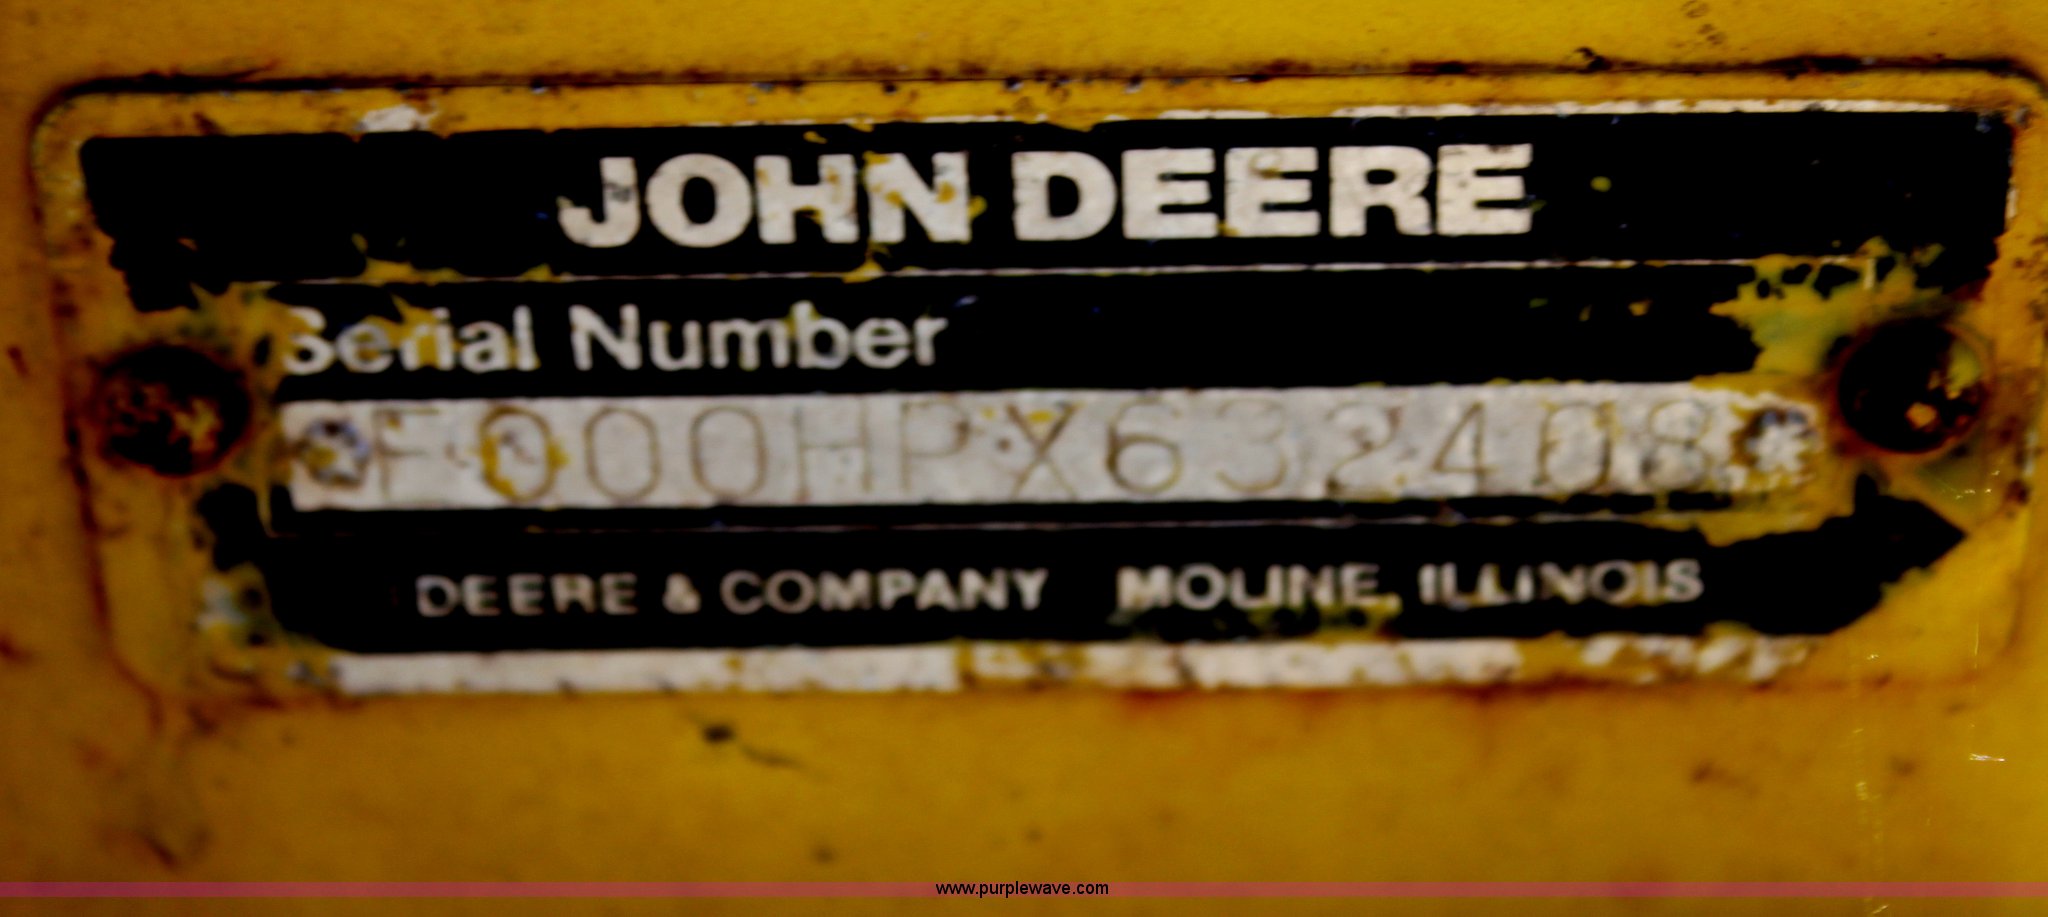 JOHN DEERE
Serial Number
F000HPX632408
DEERE & COMPANY MOLINE, ILLINOIS
www.purplewave.com